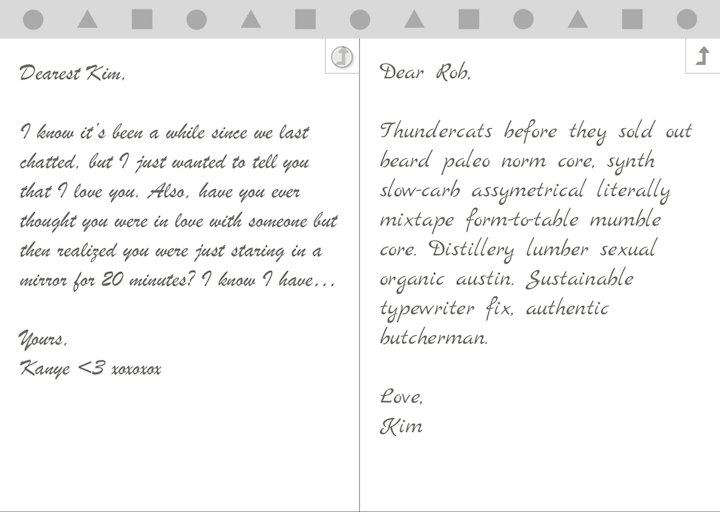 Dearest Kim,
I know it's been a while since we last
chatted, but I just wanted to tell you
that I love you. Also, have you ever
thought you were in love with someone but
then realized you were just staring in a
mirror for 20 minutes? I know I have...
Yours,
Kanye <3 xoxoxox
Dear Rob,
Thundercats before they sold out
beard paleo norm core, synth
slow-carb assymetrical literally
mixtape form-to-table mumble
core. Distillery lumber sexual
organic austin. Sustainable
typewriter fix, authentic
butcherman.
Love,
Kim